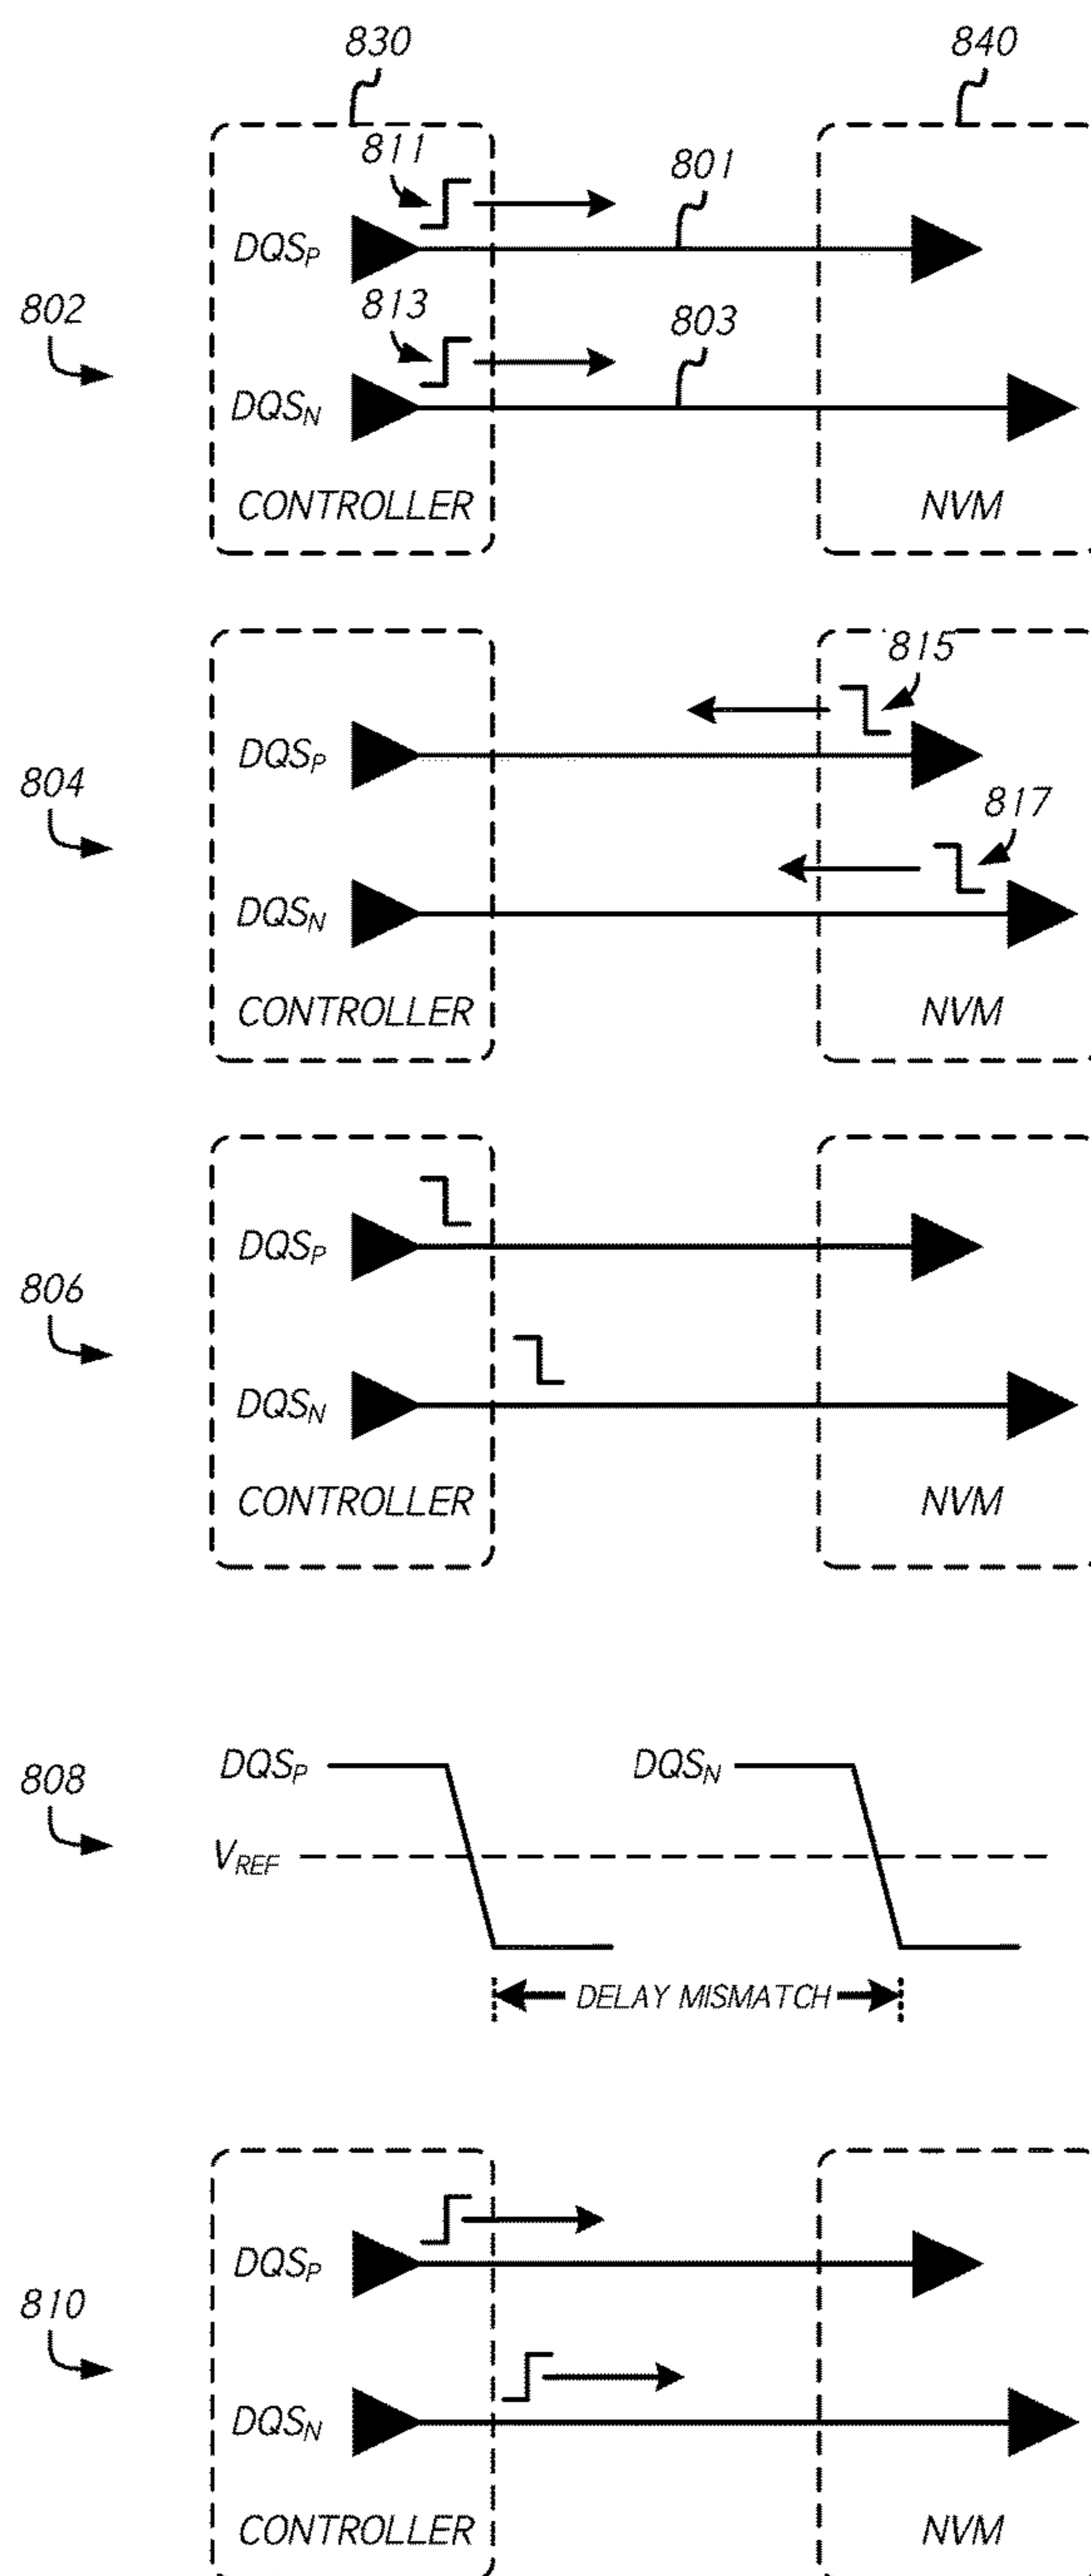 830 840
811 801
DQSP
813 803
802
DQSN
CONTROLLER NVM
815
DQSP
804 817
DQSN
CONTROLLER NVM
DQSP
806
DQSN
CONTROLLER NVM
808 DQSP DQSN
VREF
DELAY MISMATCH
DQSP
810
DQSN
CONTROLLER NVM